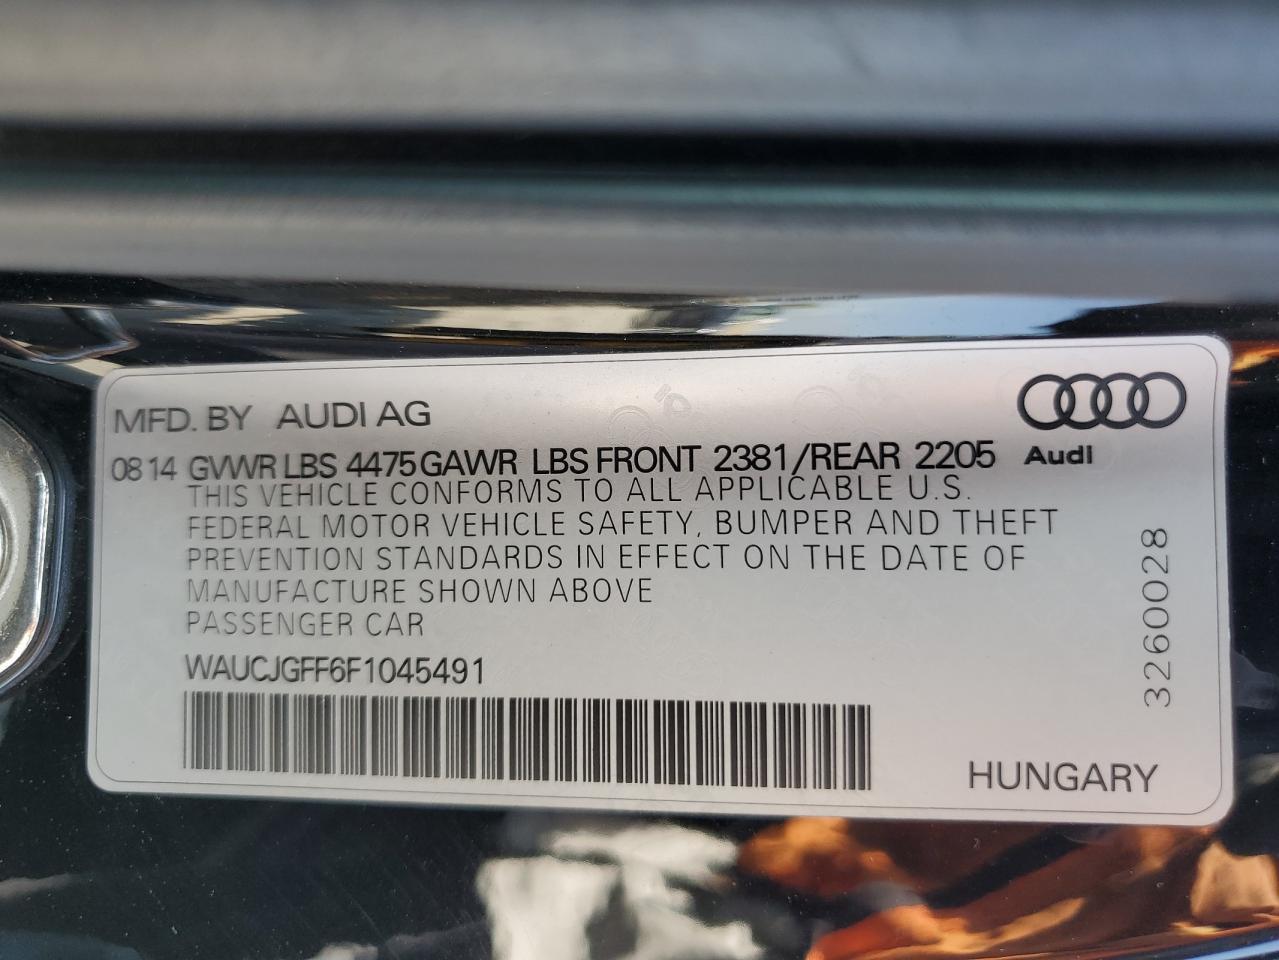 MFD. BY AUDI AG
0814 GVWR LBS 4475 GAWR LBS FRONT 2381/REAR 2205
Audi
THIS VEHICLE CONFORMS TO ALL APPLICABLE U.S.
FEDERAL MOTOR VEHICLE SAFETY, BUMPER AND THEFT
PREVENTION STANDARDS IN EFFECT ON THE DATE OF
MANUFACTURE SHOWN ABOVE
PASSENGER CAR
WAUCJGFF6F1045491
3260028
HUNGARY